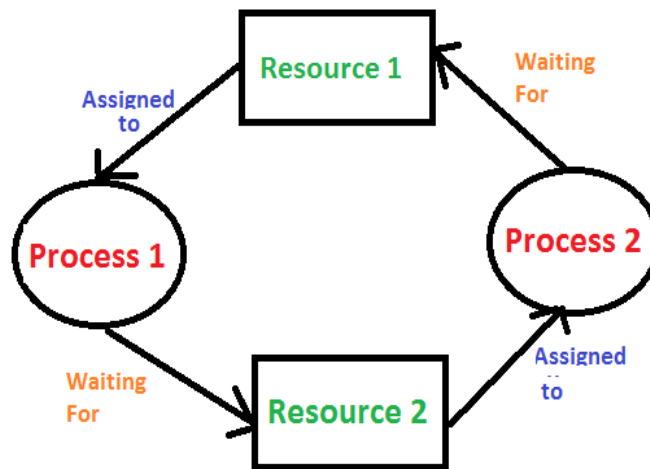 Resource 1
Waiting
For
Assigned
to
Process 1
Process 2
Waiting
For
Resource 2
Assigned
to